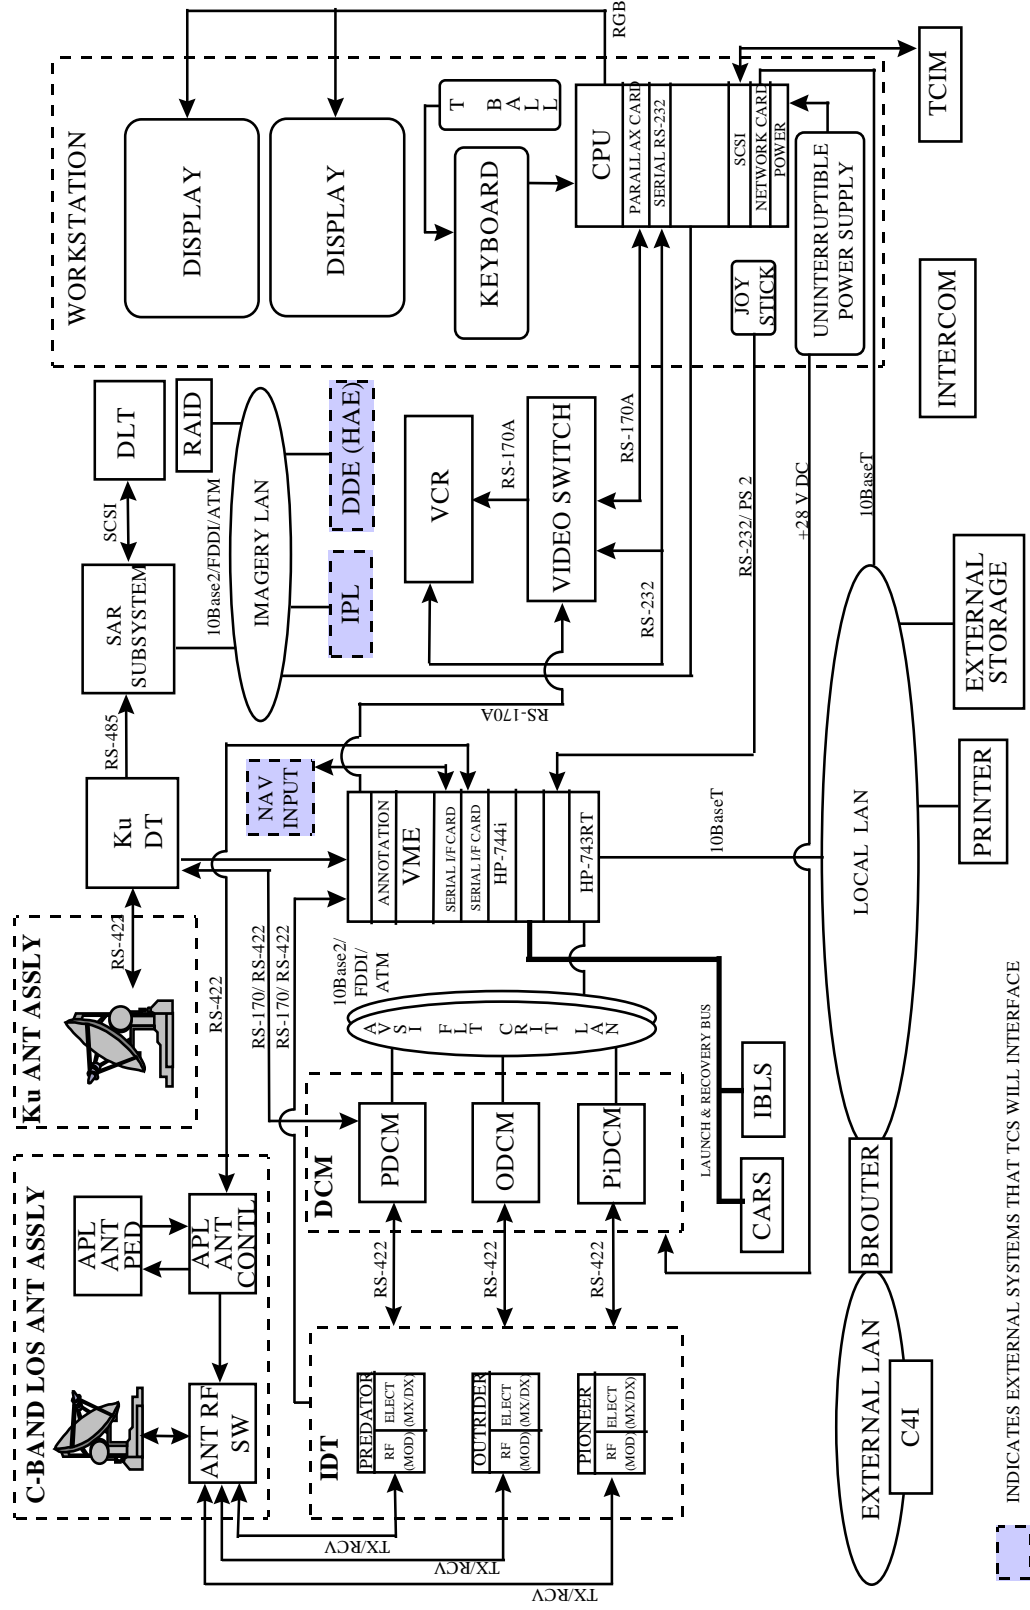 C-BAND LOS ANT ASSLY
APL
ANT
PED
APL
ANT
CONTL
ANT RF
SW
Ku ANT ASSLY
RS-422
Ku
DT
RS-485
SAR
SUBSYSTEM
SCSI
DLT
RAID
10Base2/FDDI/ATM
IMAGERY LAN
IPL
DDE (HAE)
WORKSTATION
DISPLAY
DISPLAY
RGB
T
B
A
L
L
KEYBOARD
CPU
PARALLAX CARD
SERIAL RS-232
SCSI
NETWORK CARD
POWER
JOY
STICK
UNINTERRUPTIBLE
POWER SUPPLY
TCIM
INTERCOM
VCR
RS-170A
VIDEO SWITCH
RS-170A
RS-232
RS-232/ PS 2
+28 V DC
10BaseT
RS-170A
NAV
INPUT
RS-422
RS-170/ RS-422
RS-170/ RS-422
ANNOTATION
VME
SERIAL I/F CARD
SERIAL I/F CARD
HP-744i
HP-743RT
10BaseT
10Base2/
FDDI/
ATM
AVSI
FLT
CRIT
LAN
DCM
PDCM
ODCM
PiDCM
RS-422
RS-422
RS-422
IDT
PREDATOR
RF
(MOD)
ELECT
(MX/DX)
OUTRIDER
RF
(MOD)
ELECT
(MX/DX)
PIONEER
RF
(MOD)
ELECT
(MX/DX)
TX/RCV
TX/RCV
TX/RCV
LAUNCH & RECOVERY BUS
CARS
IBLS
EXTERNAL LAN
C4I
BROUTER
LOCAL LAN
PRINTER
EXTERNAL
STORAGE
INDICATES EXTERNAL SYSTEMS THAT TCS WILL INTERFACE